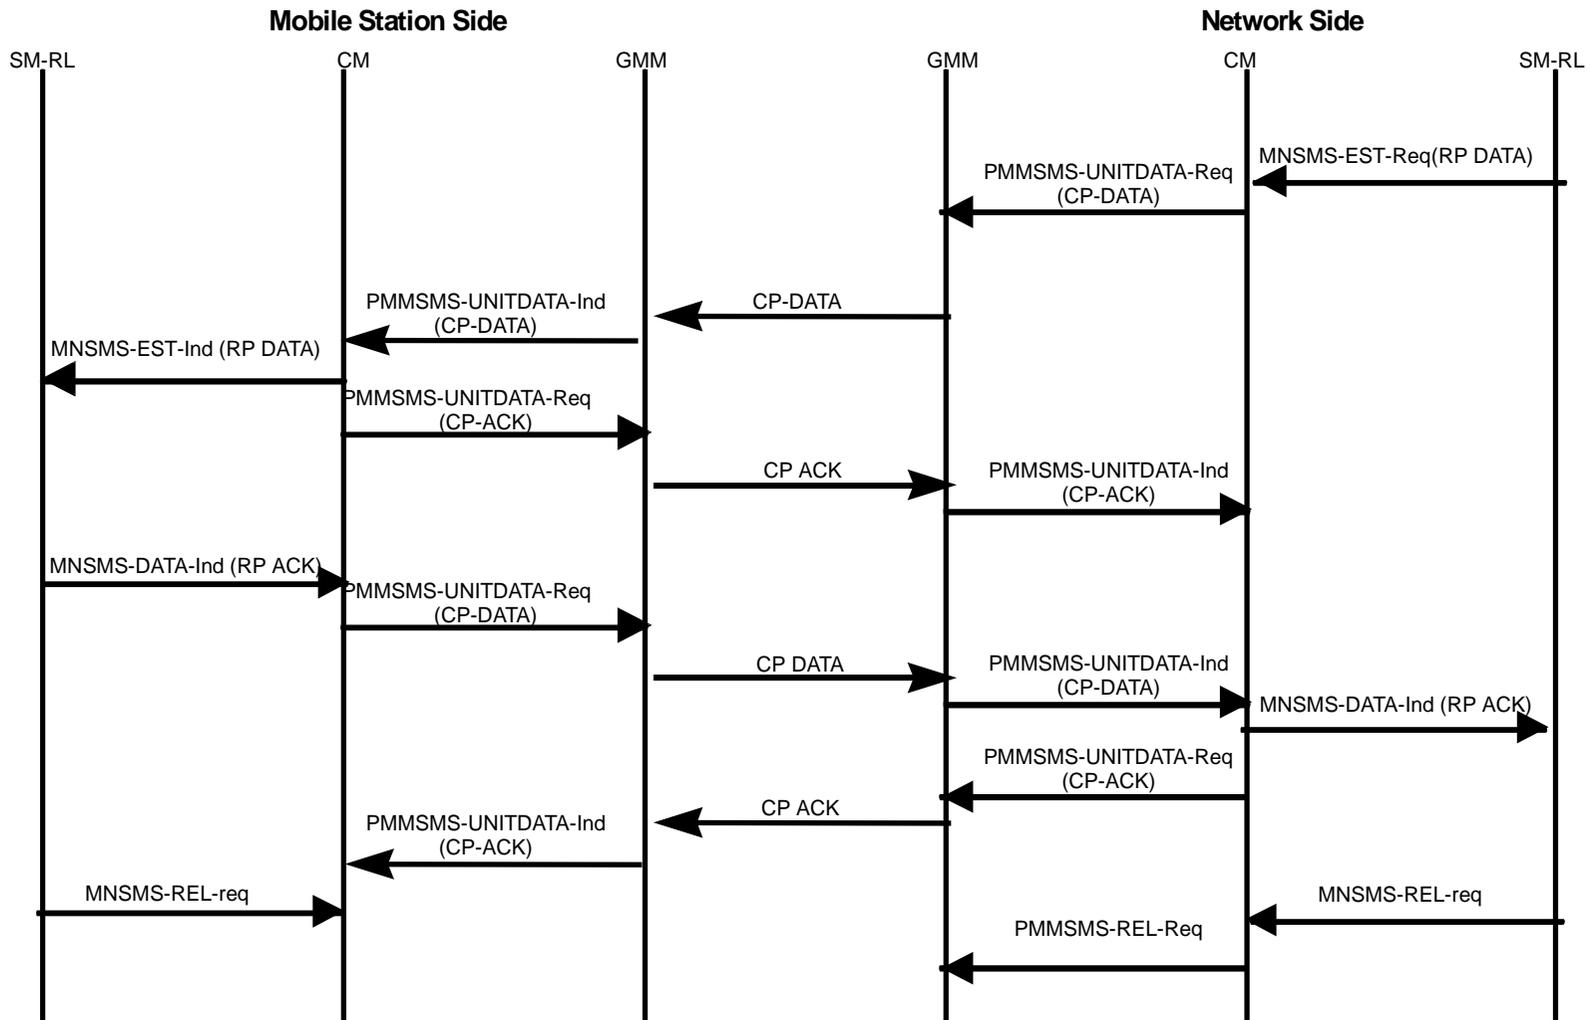 Mobile Station Side
Network Side
SM-RL
CM
GMM
GMM
CM
SM-RL
MNSMS-EST-Req(RP DATA)
PMMSMS-UNITDATA-Req
(CP-DATA)
PMMSMS-UNITDATA-Ind
(CP-DATA)
CP-DATA
MNSMS-EST-Ind (RP DATA)
PMMSMS-UNITDATA-Req
(CP-ACK)
CP ACK
PMMSMS-UNITDATA-Ind
(CP-ACK)
MNSMS-DATA-Ind (RP ACK)
PMMSMS-UNITDATA-Req
(CP-DATA)
CP DATA
PMMSMS-UNITDATA-Ind
(CP-DATA)
MNSMS-DATA-Ind (RP ACK)
PMMSMS-UNITDATA-Req
(CP-ACK)
CP ACK
PMMSMS-UNITDATA-Ind
(CP-ACK)
MNSMS-REL-req
MNSMS-REL-req
PMMSMS-REL-Req